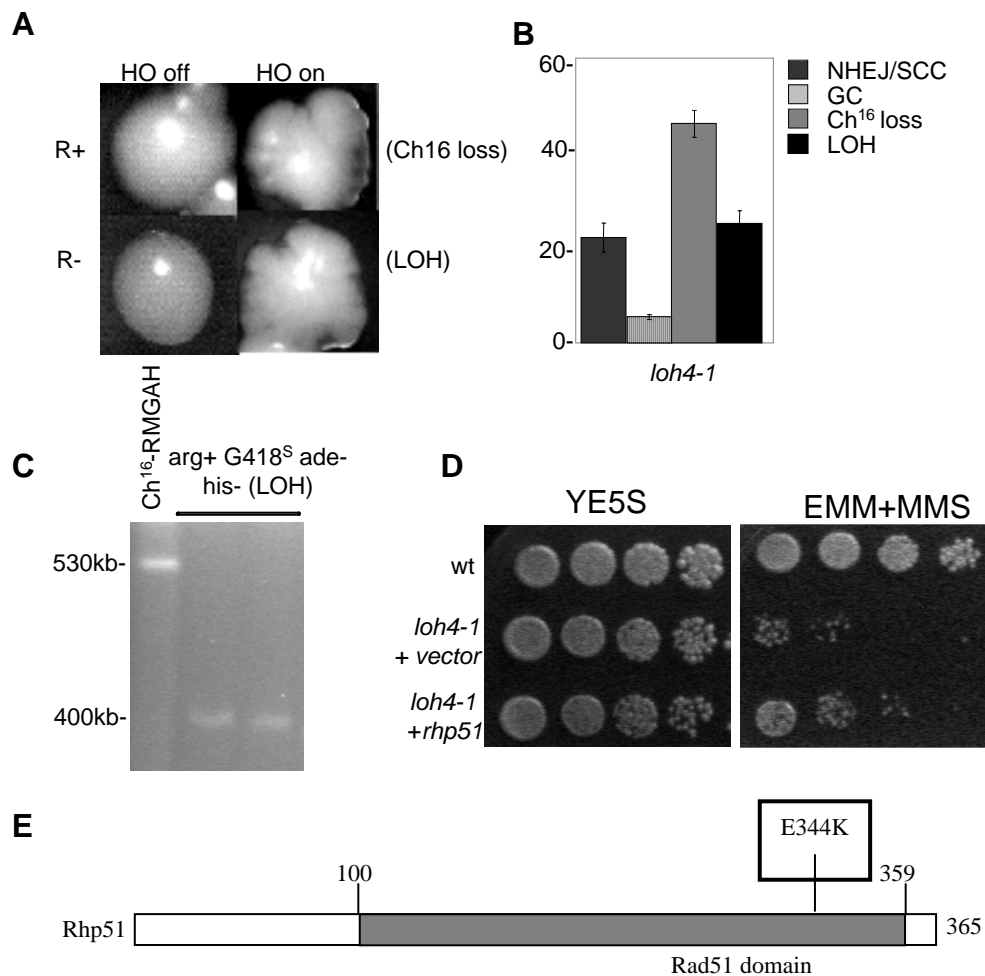 A
HO off HO on
R+ (Ch16 loss)
R- (LOH)
B
60-
40-
20-
0-
loh4-1
NHEJ/SCC
GC
Ch¹⁶ loss
LOH
C
Ch¹⁶-RMGAH
arg+ G418ˢ ade-
his- (LOH)
530kb-
400kb-
D
YE5S EMM+MMS
wt
loh4-1
+ vector
loh4-1
+rhp51
E
E344K
100 359
Rhp51 365
Rad51 domain